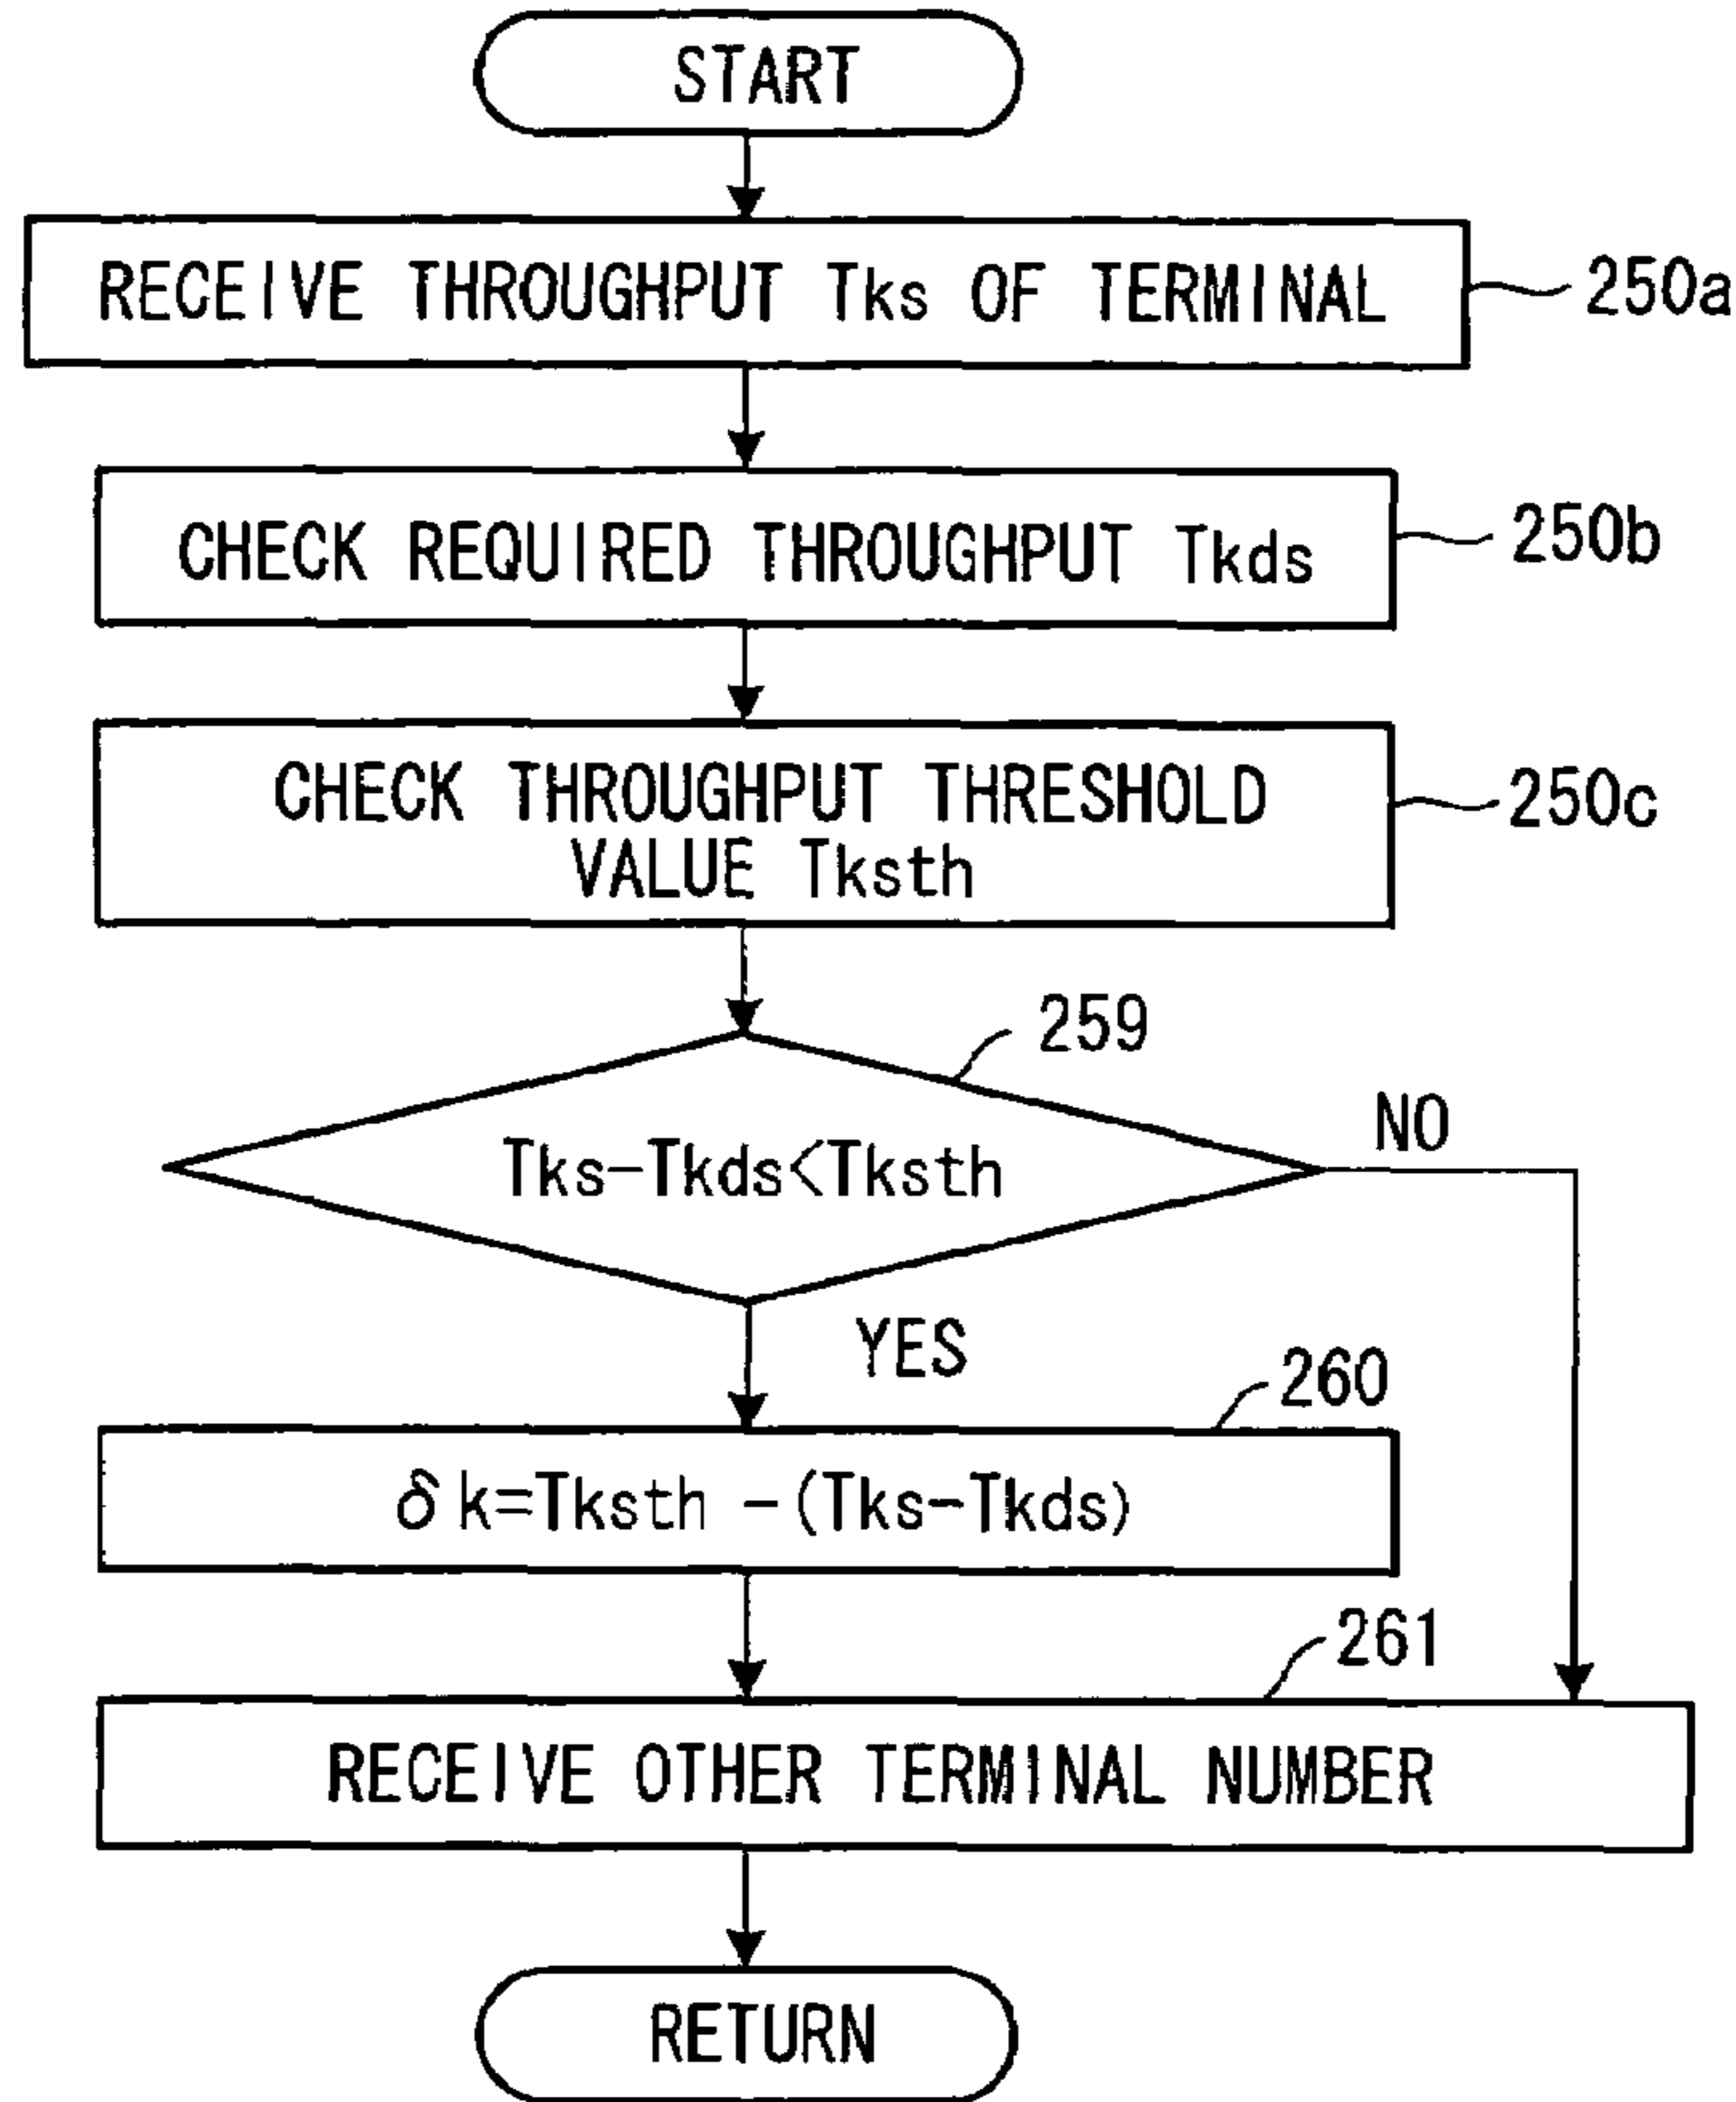 START
RECEIVE THROUGHPUT Tks OF TERMINAL
250a
CHECK REQUIRED THROUGHPUT Tkds
250b
CHECK THROUGHPUT THRESHOLD
VALUE Tksth
250c
259
Tks-Tkds<Tksth
NO
YES
260
δk=Tksth -(Tks-Tkds)
261
RECEIVE OTHER TERMINAL NUMBER
RETURN